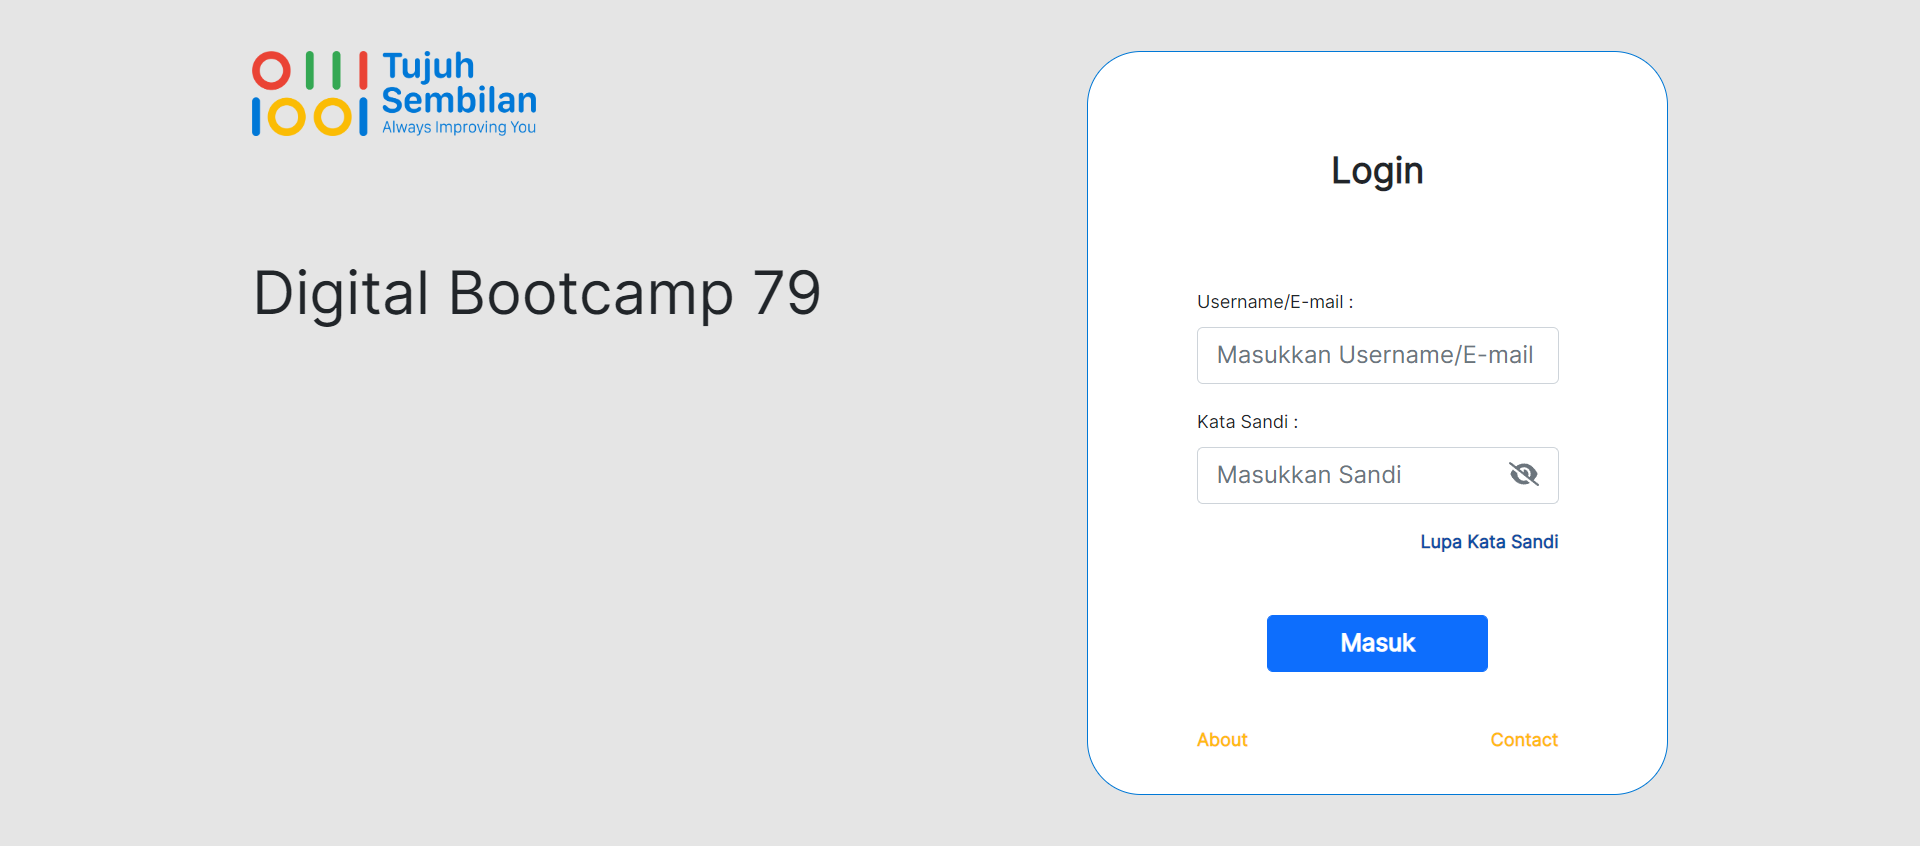 Tujuh
Sembilan
Always Improving You
Digital Bootcamp 79
Login
Username/E-mail :
Masukkan Username/E-mail
Kata Sandi :
Masukkan Sandi
Lupa Kata Sandi
Masuk
About
Contact